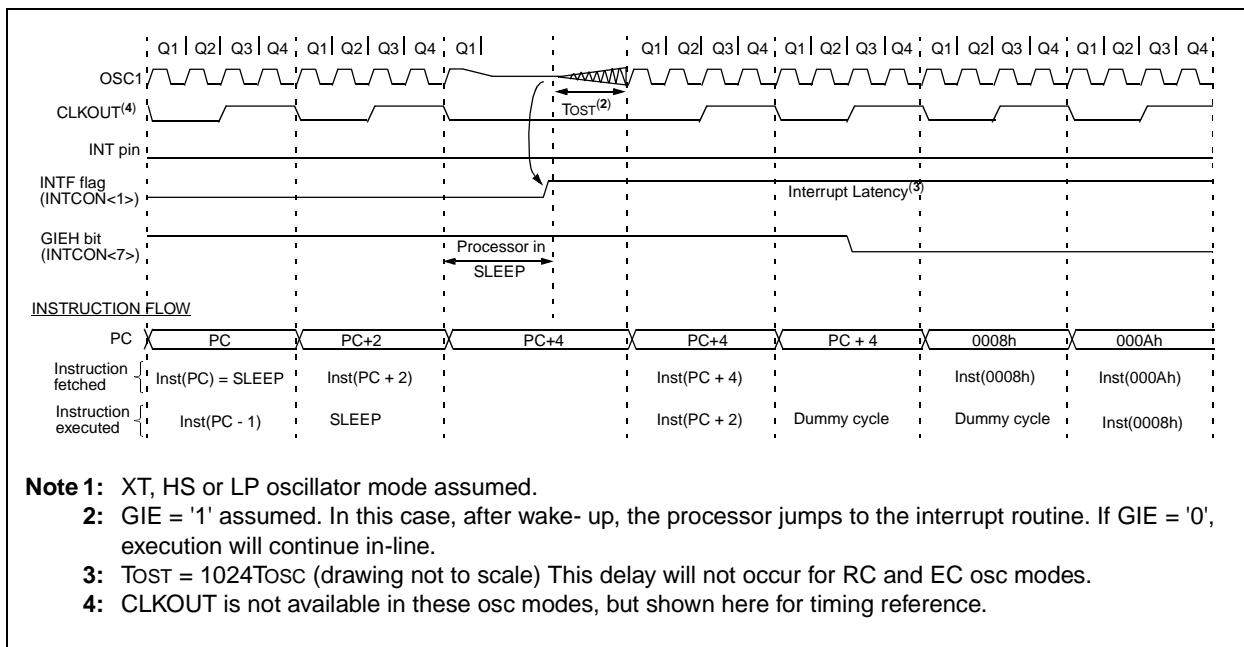 Q1 Q2 Q3 Q4 Q1 Q2 Q3 Q4 Q1 Q1 Q2 Q3 Q4 Q1 Q2 Q3 Q4 Q1 Q2 Q3 Q4 Q1 Q2 Q3 Q4
OSC1
TOST(2)
CLKOUT(4)
INT pin
INTF flag
(INTCON<1>)
Interrupt Latency(3)
GIEH bit
(INTCON<7>)
Processor in
SLEEP
INSTRUCTION FLOW
PC PC PC+2 PC+4 PC+4 PC + 4 0008h 000Ah
Instruction
fetched
Inst(PC) = SLEEP Inst(PC + 2) Inst(PC + 4) Inst(0008h) Inst(000Ah)
Instruction
executed
Inst(PC - 1) SLEEP Inst(PC + 2) Dummy cycle Dummy cycle Inst(0008h)
Note 1: XT, HS or LP oscillator mode assumed.
2: GIE = '1' assumed. In this case, after wake- up, the processor jumps to the interrupt routine. If GIE = '0',
execution will continue in-line.
3: TOST = 1024TOSC (drawing not to scale) This delay will not occur for RC and EC osc modes.
4: CLKOUT is not available in these osc modes, but shown here for timing reference.